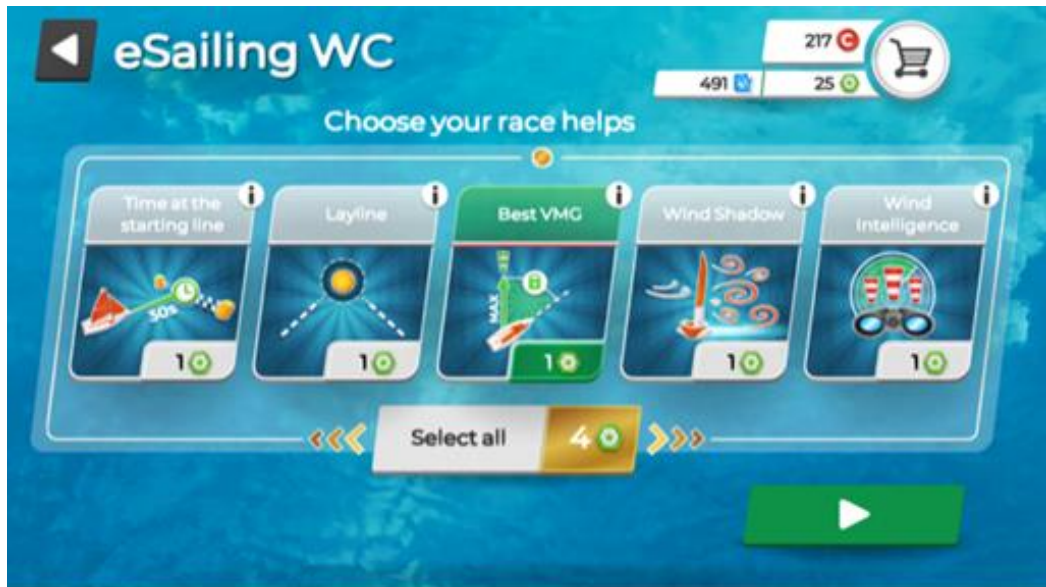 eSailing WC
217
491
25
Choose your race helps
Time at the
starting line
Layline
Best VMG
Wind Shadow
Wind
Intelligence
30s
MAX
1
1
1
1
1
Select all
4